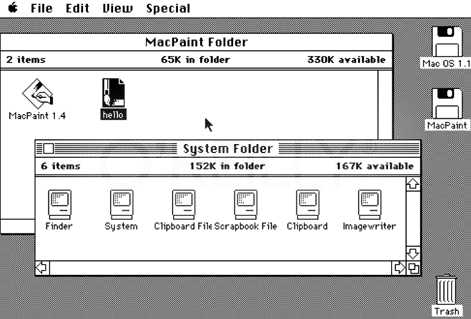 File Edit View Special
MacPaint Folder
2 items 65K in folder 330K available
MacPaint 1.4 hello
System Folder
6 items 152K in folder 167K available
Finder System Clipboard File Scrapbook File Clipboard Imagewriter
Mac OS 1.1
MacPaint
Trash